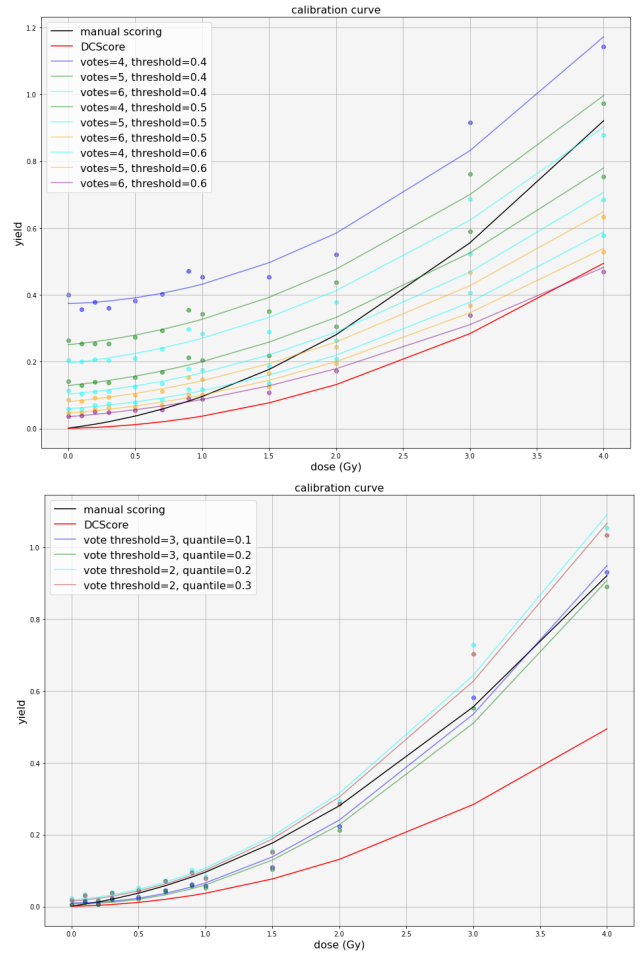 calibration curve
manual scoring
DCScore
votes=4, threshold=0.4
votes=5, threshold=0.4
votes=6, threshold=0.4
votes=4, threshold=0.5
votes=5, threshold=0.5
votes=6, threshold=0.5
votes=4, threshold=0.6
votes=5, threshold=0.6
votes=6, threshold=0.6
yield
1.2
1.0
0.8
0.6
0.4
0.2
0.0
0.0 0.5 1.0 1.5 2.0 2.5 3.0 3.5 4.0
dose (Gy)
calibration curve
manual scoring
DCScore
vote threshold=3, quantile=0.1
vote threshold=3, quantile=0.2
vote threshold=2, quantile=0.2
vote threshold=2, quantile=0.3
yield
1.0
0.8
0.6
0.4
0.2
0.0
0.0 0.5 1.0 1.5 2.0 2.5 3.0 3.5 4.0
dose (Gy)